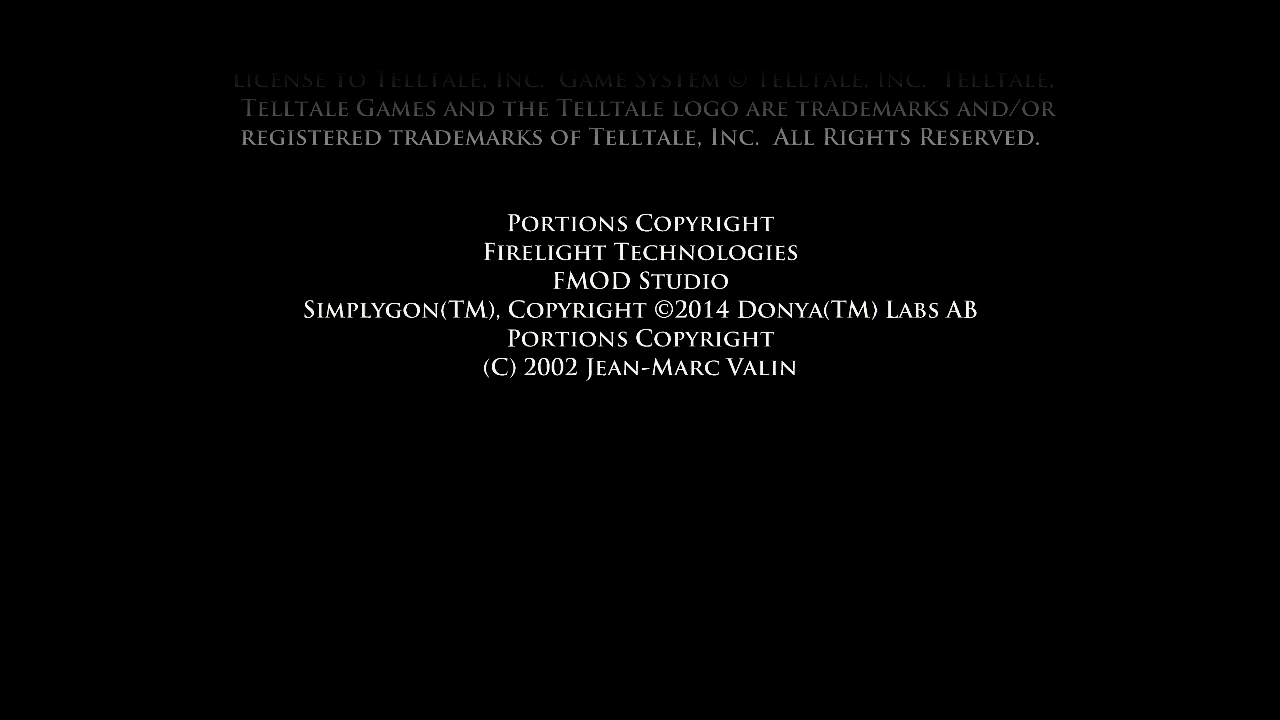 License to Telltale, Inc.  Game System © Telltale, Inc.  Telltale,
Telltale Games and the Telltale logo are trademarks and/or
registered trademarks of Telltale, Inc.  All Rights Reserved.
Portions Copyright
Firelight Technologies
FMOD Studio
Simplygon(TM), Copyright ©2014 Donya(TM) Labs AB
Portions Copyright
(C) 2002 Jean-Marc Valin